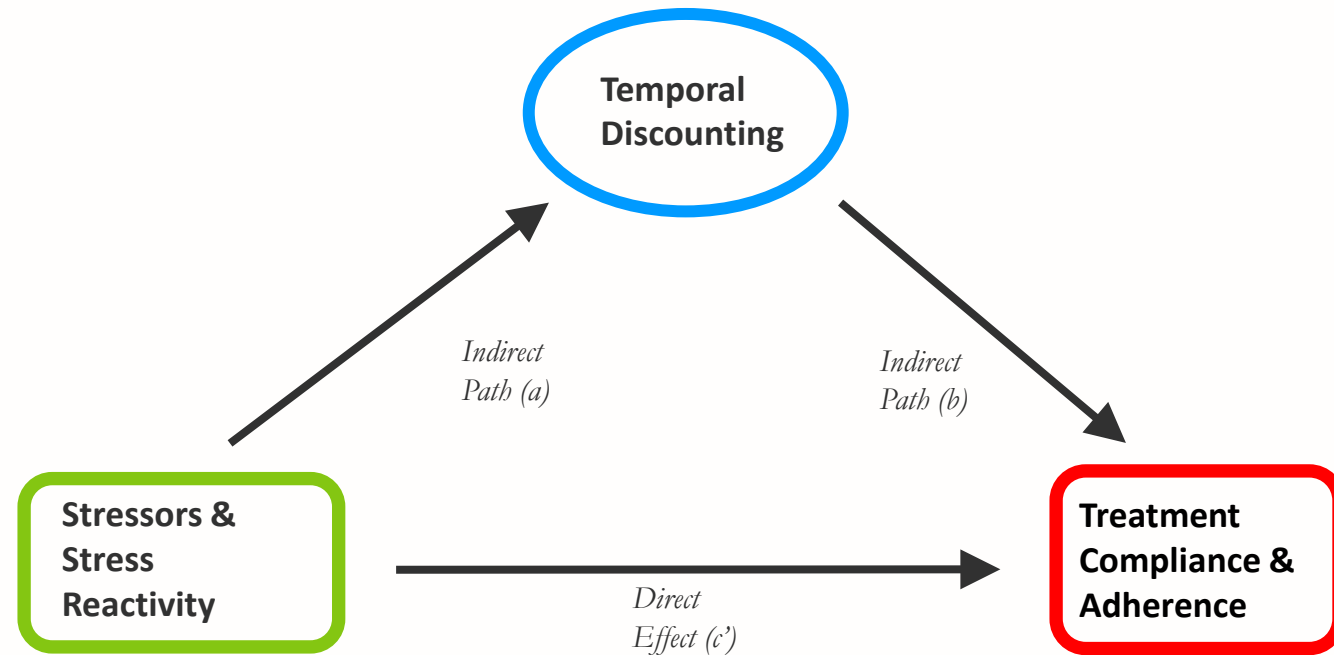 Temporal
Discounting
Indirect
Path (a)
Indirect
Path (b)
Stressors &
Stress
Reactivity
Direct
Effect (c’)
Treatment
Compliance &
Adherence